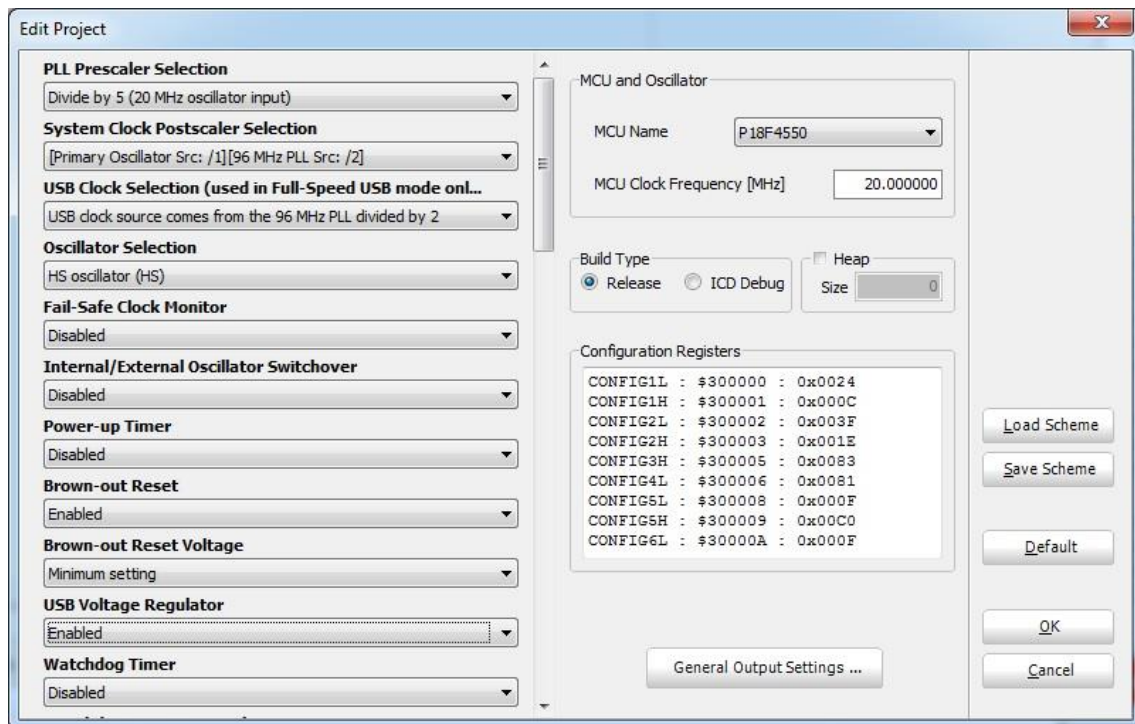 Edit Project
PLL Prescaler Selection
Divide by 5 (20 MHz oscillator input)
System Clock Postscaler Selection
[Primary Oscillator Src: /1][96 MHz PLL Src: /2]
USB Clock Selection (used in Full-Speed USB mode onl...
USB clock source comes from the 96 MHz PLL divided by 2
Oscillator Selection
HS oscillator (HS)
Fail-Safe Clock Monitor
Disabled
Internal/External Oscillator Switchover
Disabled
Power-up Timer
Disabled
Brown-out Reset
Enabled
Brown-out Reset Voltage
Minimum setting
USB Voltage Regulator
Enabled
Watchdog Timer
Disabled
MCU and Oscillator
MCU Name P18F4550
MCU Clock Frequency [MHz] 20.000000
Build Type
Release ICD Debug
Heap
Size 0
Configuration Registers
CONFIG1L : $300000 : 0x0024
CONFIG1H : $300001 : 0x000C
CONFIG2L : $300002 : 0x003F
CONFIG2H : $300003 : 0x001E
CONFIG3H : $300005 : 0x0083
CONFIG4L : $300006 : 0x0081
CONFIG5L : $300008 : 0x000F
CONFIG5H : $300009 : 0x00C0
CONFIG6L : $30000A : 0x000F
General Output Settings ...
Load Scheme
Save Scheme
Default
OK
Cancel